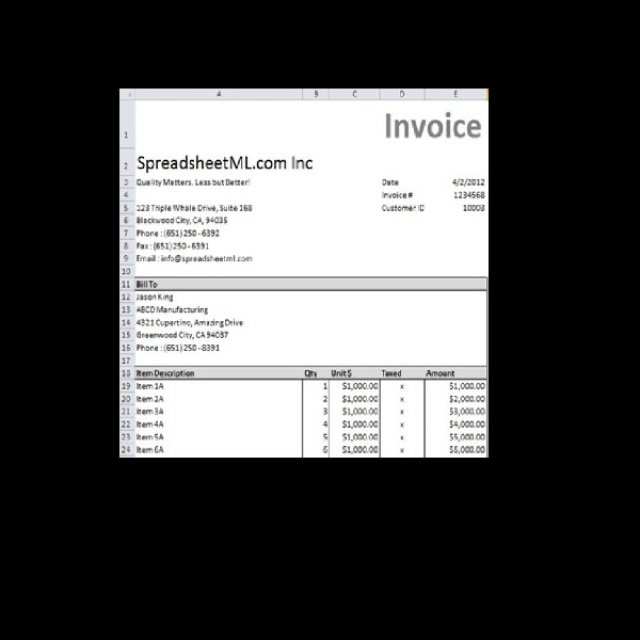 A B C D E
1 Invoice
2 SpreadsheetML.com Inc
3 Quality Matters. Less but Better! Date 4/2/2012
4 Invoice # 1234568
5 123 Triple Whale Drive, Suite 168 Customer ID 10003
6 Blackwood City, CA, 94035
7 Phone : (651) 250 - 6392
8 Fax : (651) 250 - 6391
9 Email : info@spreadsheetml.com
10
11 Bill To
12 Jason King
13 ABCD Manufacturing
14 4321 Cupertino, Amazing Drive
15 Greenwood City, CA 94037
16 Phone : (651) 250 - 8391
17
18 Item Description Qty Unit $ Taxed Amount
19 Item 1A 1 $1,000.00 x $1,000.00
20 Item 2A 2 $1,000.00 x $2,000.00
21 Item 3A 3 $1,000.00 x $3,000.00
22 Item 4A 4 $1,000.00 x $4,000.00
23 Item 5A 5 $1,000.00 x $5,000.00
24 Item 6A 6 $1,000.00 x